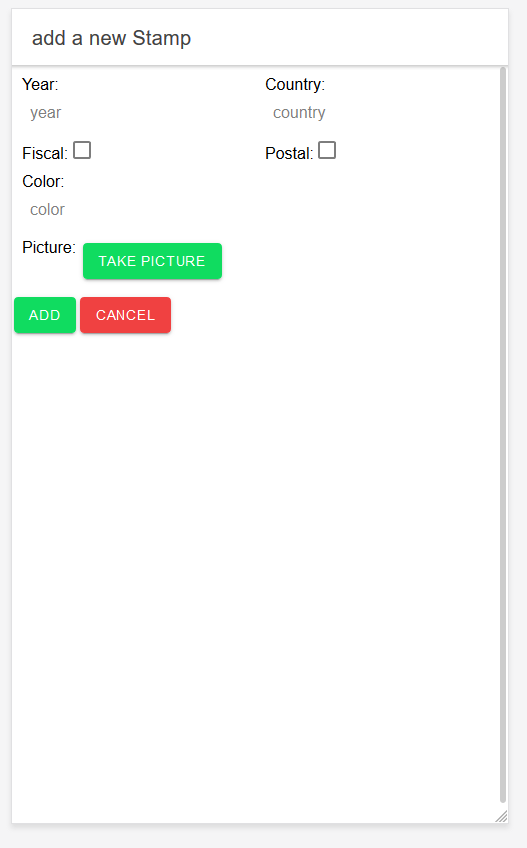 add a new Stamp
Year: Country:
year country
Fiscal: Postal:
Color:
color
Picture: TAKE PICTURE
ADD CANCEL